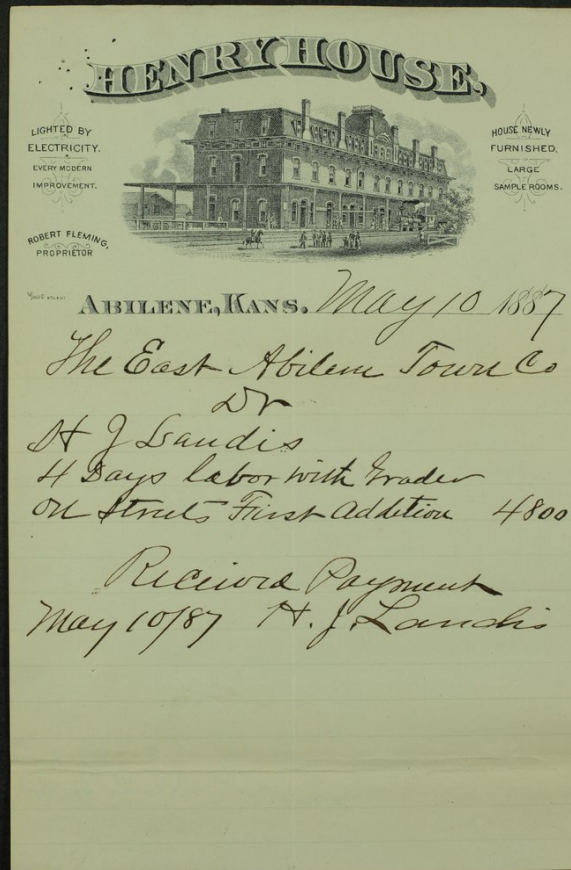 HENRY HOUSE.
LIGHTED BY
ELECTRICITY.
EVERY MODERN
IMPROVEMENT.
ROBERT FLEMING,
PROPRIETOR
HOUSE NEWLY
FURNISHED.
LARGE
SAMPLE ROOMS.
ABILENE, KANS. May 10 1887
The East Abilene Town Co
Dr
H J Landis
4 Days labor with Grader
on Streets First Addition 4800
Received Payment
May 10/87 H. J. Landis